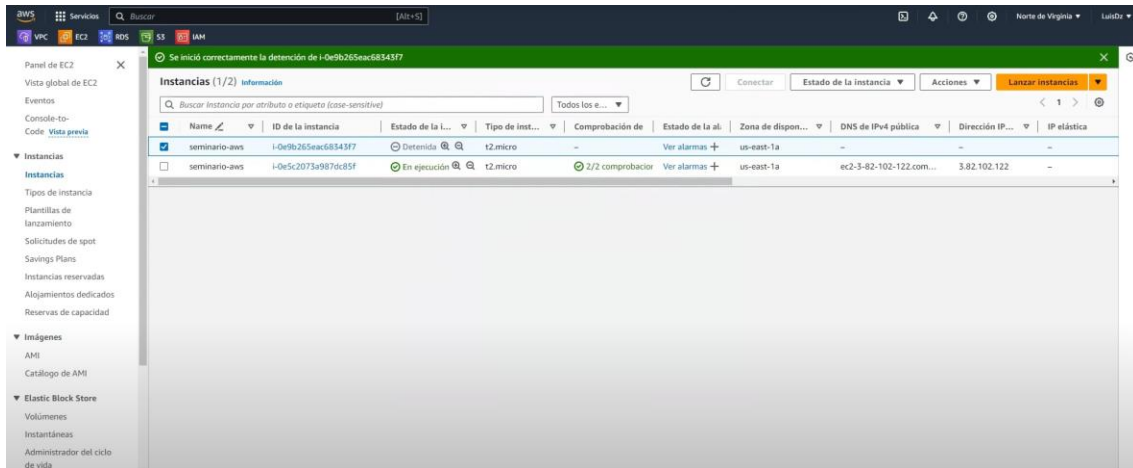 aws Servicios Buscar [Alt+S] Norte de Virginia LuisDz
VPC EC2 RDS S3 IAM
Panel de EC2
Vista global de EC2
Eventos
Console-to-
Code Vista previa
Instancias
Instancias
Tipos de instancia
Plantillas de
lanzamiento
Solicitudes de spot
Savings Plans
Instancias reservadas
Alojamientos dedicados
Reservas de capacidad
Imágenes
AMI
Catálogo de AMI
Elastic Block Store
Volúmenes
Instantáneas
Administrador del ciclo
de vida
Se inició correctamente la detención de i-0e9b265eac68343f7
Instancias (1/2) Información Conectar Estado de la instancia Acciones Lanzar instancias
Buscar Instancia por atributo o etiqueta (case-sensitive) Todos los e... 1
Name ID de la instancia Estado de la i... Tipo de inst... Comprobación de Estado de la al Zona de dispon... DNS de IPv4 pública Dirección IP... IP elástica
seminario-aws i-0e9b265eac68343f7 Detenida t2.micro – Ver alarmas + us-east-1a – – –
seminario-aws i-0e5c2073a987dc85f En ejecución t2.micro 2/2 comprobacior Ver alarmas + us-east-1a ec2-3-82-102-122.com... 3.82.102.122 –